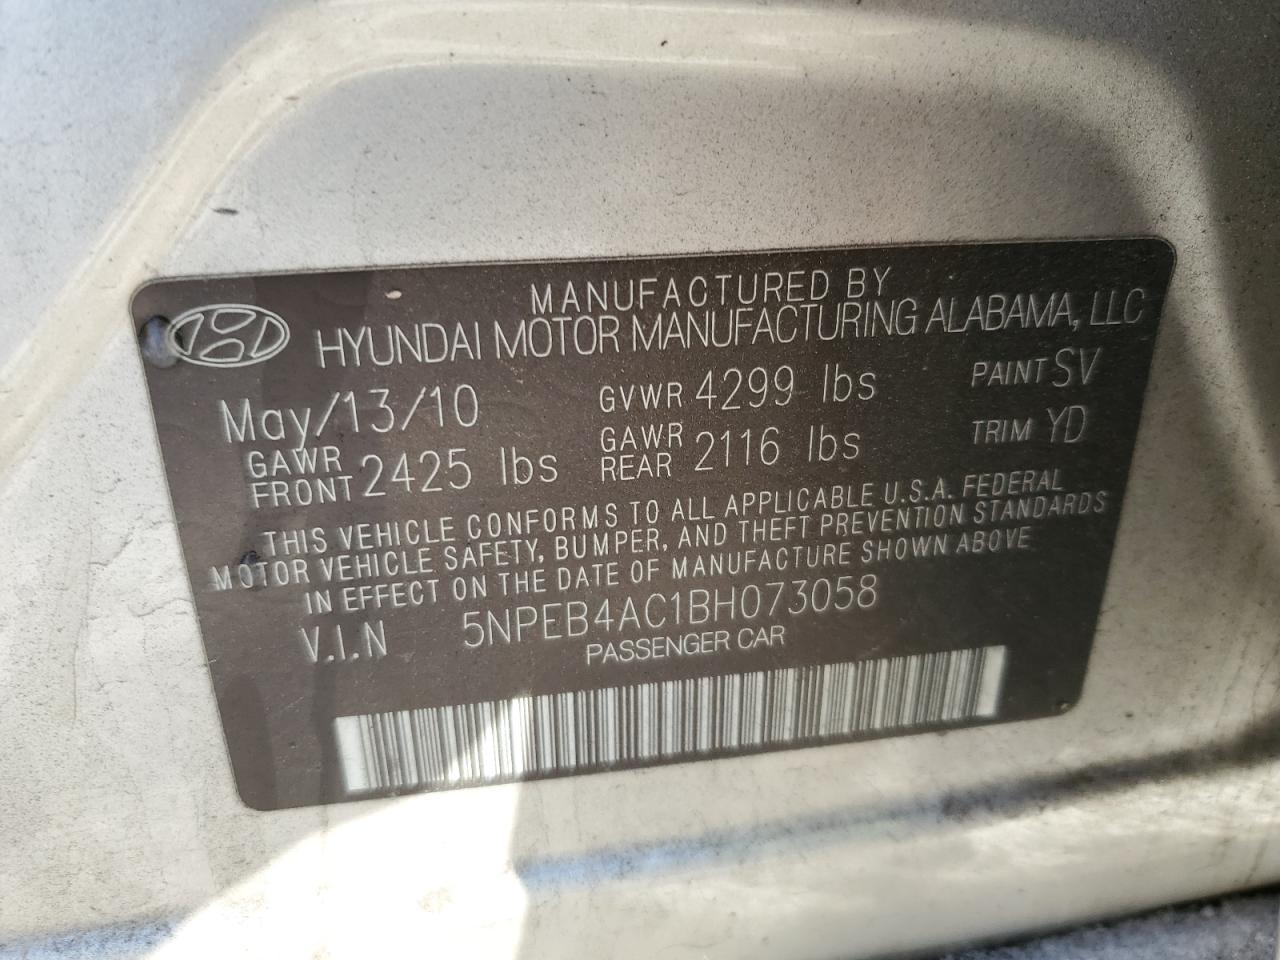 MANUFACTURED BY
HYUNDAI MOTOR MANUFACTURING ALABAMA, LLC
May/13/10 GVWR 4299 lbs PAINT SV
GAWR FRONT 2425 lbs GAWR REAR 2116 lbs TRIM YD
THIS VEHICLE CONFORMS TO ALL APPLICABLE U.S.A. FEDERAL
MOTOR VEHICLE SAFETY, BUMPER, AND THEFT PREVENTION STANDARDS
IN EFFECT ON THE DATE OF MANUFACTURE SHOWN ABOVE
V.I.N 5NPEB4AC1BH073058
PASSENGER CAR